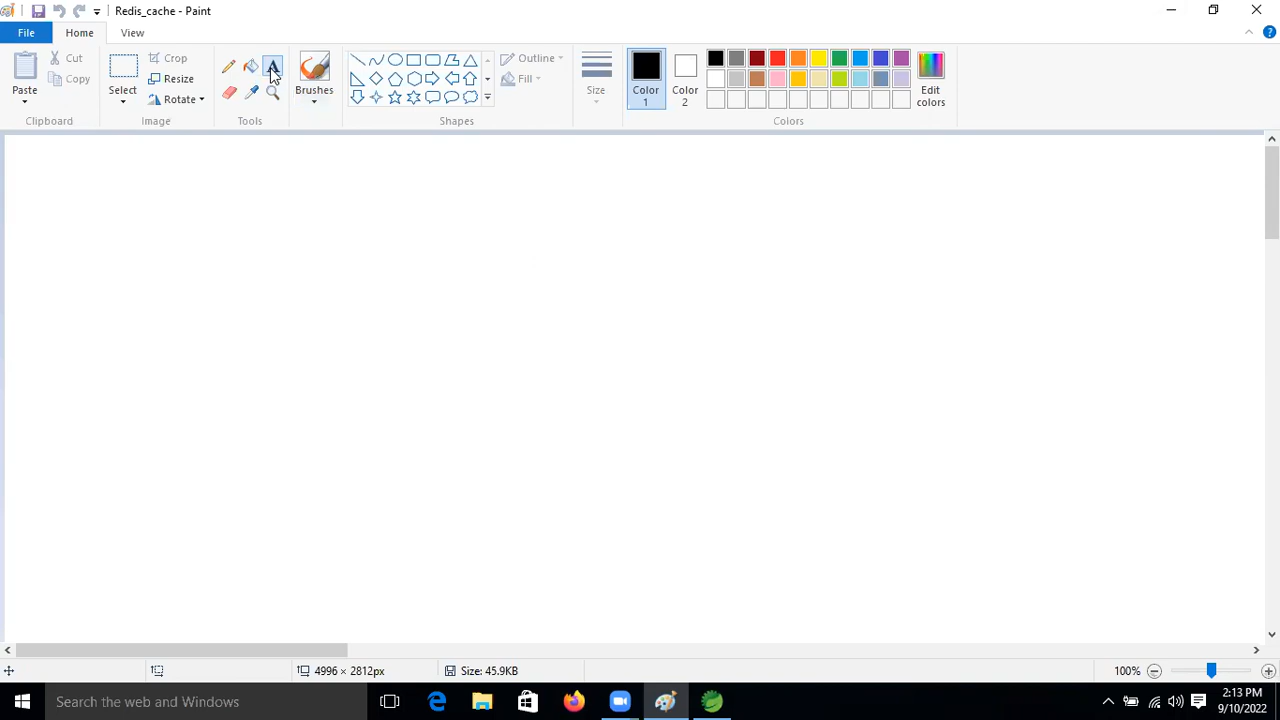 Redis_cache - Paint
File Home View
Paste
Cut
Copy
Clipboard
Select
Crop
Resize
Rotate
Image
A
Tools
Brushes
Outline
Fill
Shapes
Size
Color 1
Color 2
Edit colors
Colors
4996 × 2812px
Size: 45.9KB
100%
Search the web and Windows
2:13 PM
9/10/2022